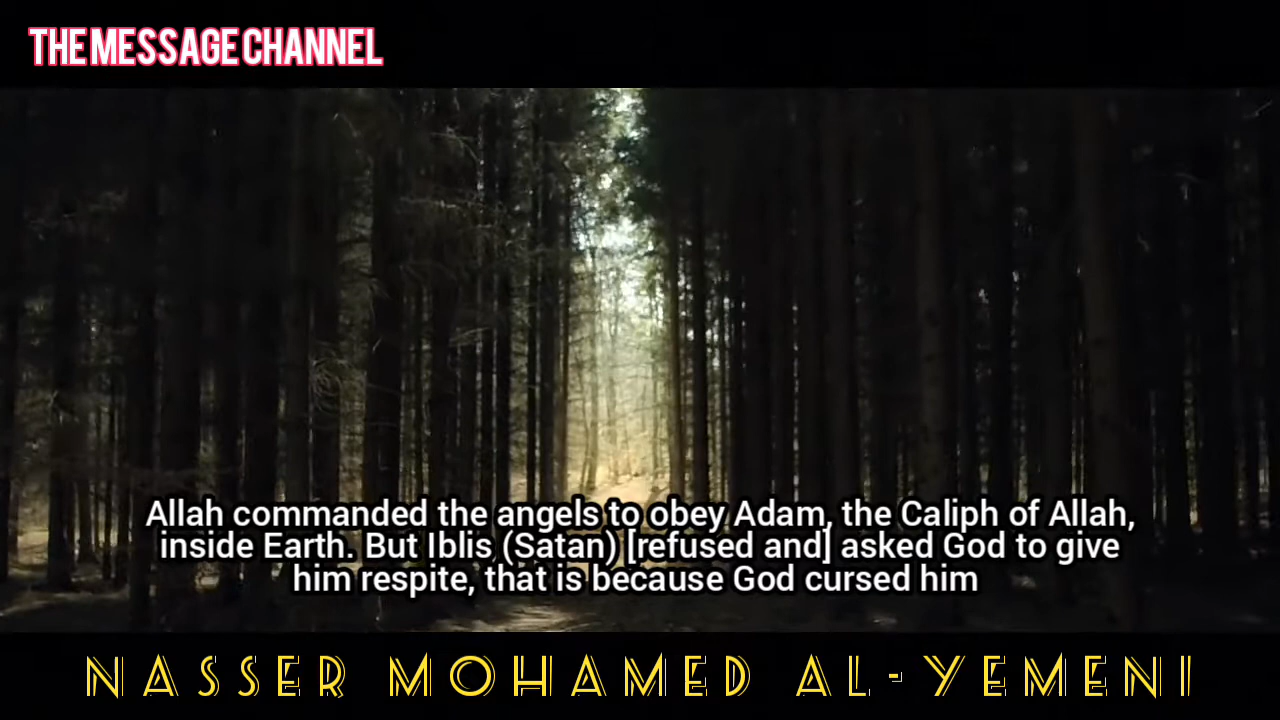 THE MESSAGE CHANNEL
Allah commanded the angels to obey Adam, the Caliph of Allah,
inside Earth. But Iblis (Satan) [refused and] asked God to give
him respite, that is because God cursed him
NASSER MOHAMED AL-YEMENI